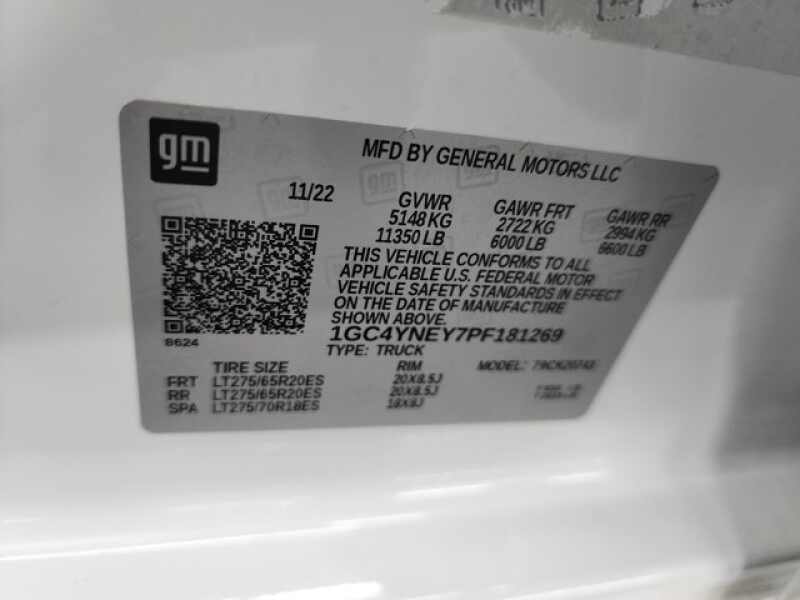 gm
MFD BY GENERAL MOTORS LLC
11/22
GVWR GAWR FRT GAWR RR
5148 KG 2722 KG 2994 KG
11350 LB 6000 LB 6600 LB
THIS VEHICLE CONFORMS TO ALL
APPLICABLE U.S. FEDERAL MOTOR
VEHICLE SAFETY STANDARDS IN EFFECT
ON THE DATE OF MANUFACTURE
SHOWN ABOVE.
1GC4YNEY7PF181269
8624
TYPE: TRUCK
TIRE SIZE RIM MODEL:
FRT LT275/65R20ES 20X8.5J
RR LT275/65R20ES 20X8.5J
SPA LT275/70R18ES 18X8J